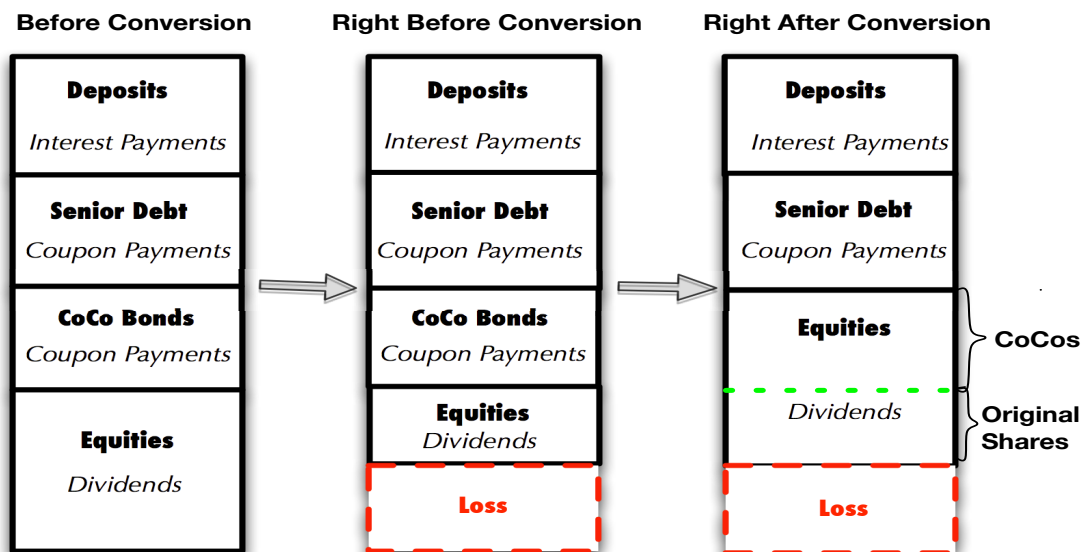 Before Conversion
Right Before Conversion
Right After Conversion
Deposits
Interest Payments
Senior Debt
Coupon Payments
CoCo Bonds
Coupon Payments
Equities
Dividends
Deposits
Interest Payments
Senior Debt
Coupon Payments
CoCo Bonds
Coupon Payments
Equities
Dividends
Loss
Deposits
Interest Payments
Senior Debt
Coupon Payments
Equities
Dividends
Loss
CoCos
Original
Shares